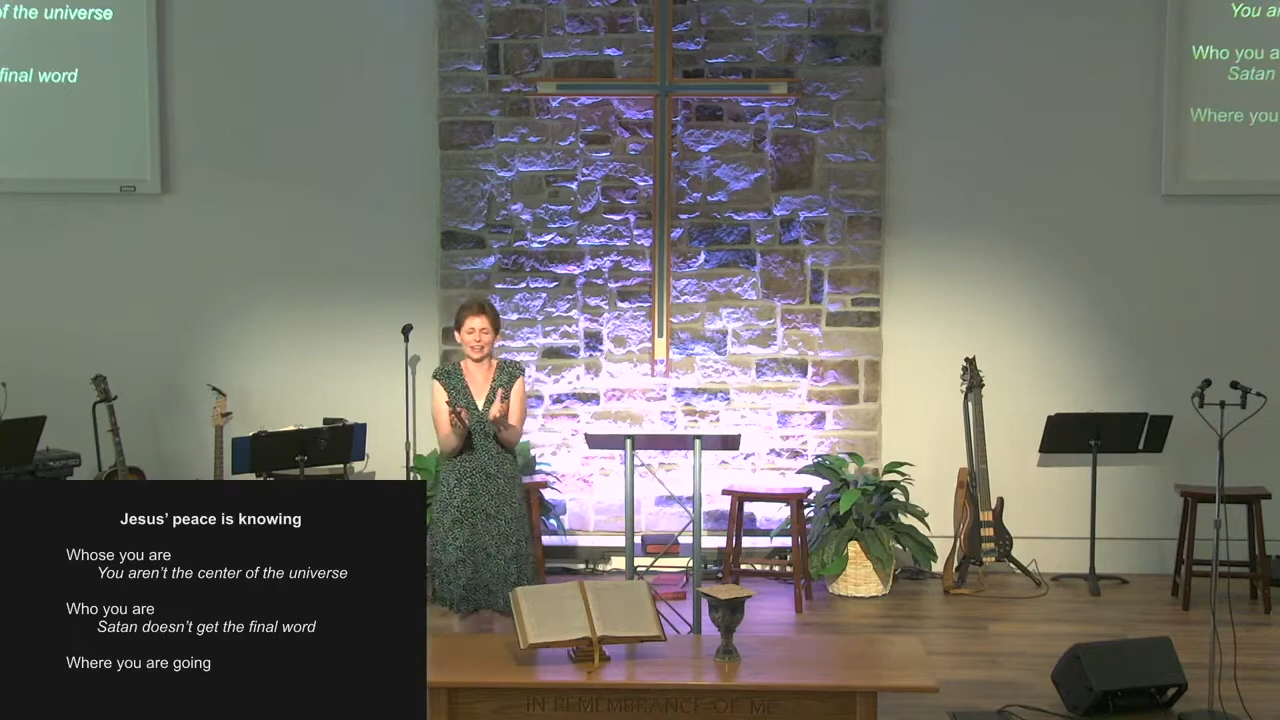 of the universe
final word
You ar
Who you a
Satan
Where you
Jesus' peace is knowing
Whose you are
You aren't the center of the universe
Who you are
Satan doesn't get the final word
Where you are going
IN REMEMBRANCE OF ME